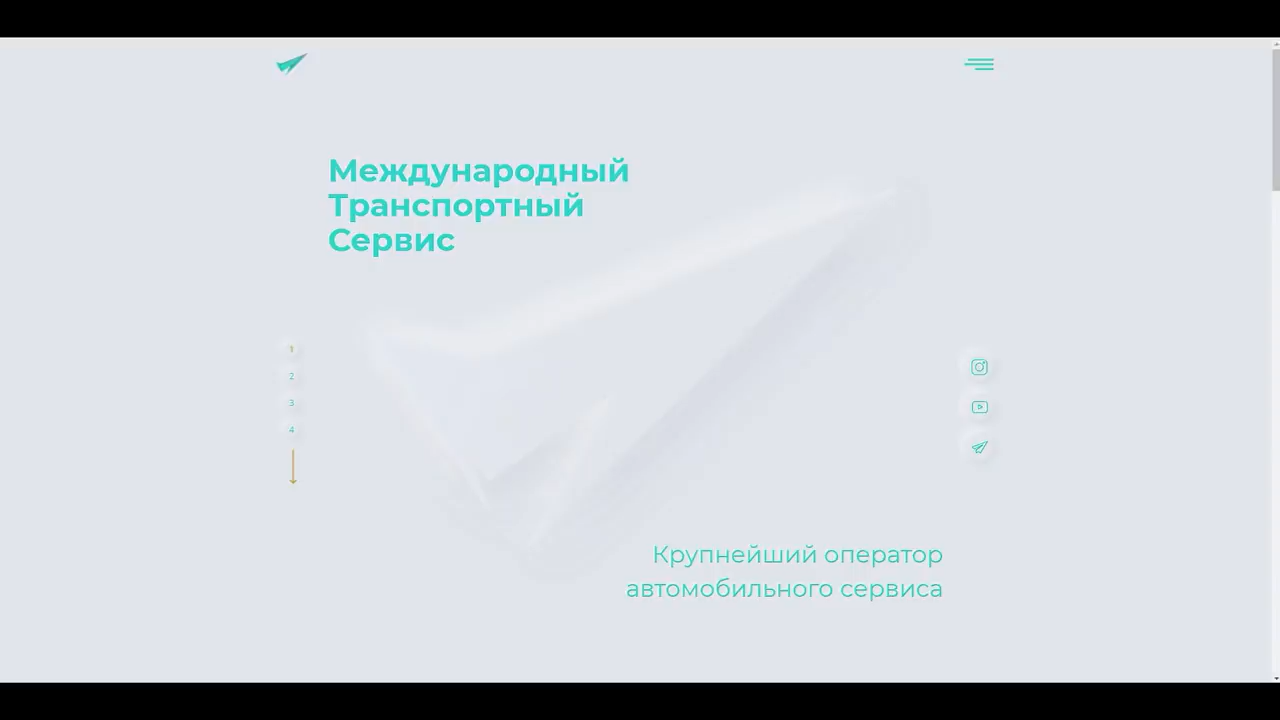 Международный
Транспортный
Сервис
1
2
3
4
Крупнейший оператор
автомобильного сервиса